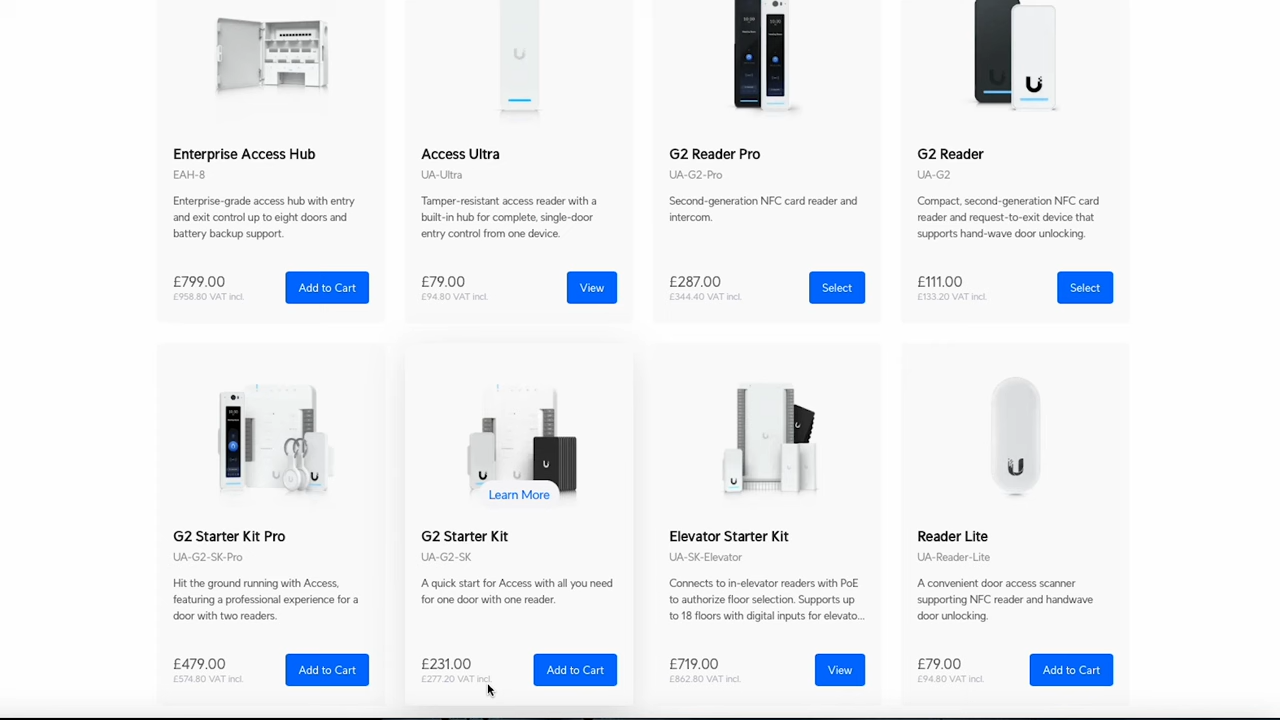 Enterprise Access Hub
EAH-8
Enterprise-grade access hub with entry
and exit control up to eight doors and
battery backup support.
£799.00
£958.80 VAT incl.
Add to Cart
Access Ultra
UA-Ultra
Tamper-resistant access reader with a
built-in hub for complete, single-door
entry control from one device.
£79.00
£94.80 VAT incl.
View
G2 Reader Pro
UA-G2-Pro
Second-generation NFC card reader and
intercom.
£287.00
£344.40 VAT incl.
Select
G2 Reader
UA-G2
Compact, second-generation NFC card
reader and request-to-exit device that
supports hand-wave door unlocking.
£111.00
£133.20 VAT incl.
Select
G2 Starter Kit Pro
UA-G2-SK-Pro
Hit the ground running with Access,
featuring a professional experience for a
door with two readers.
£479.00
£574.80 VAT incl.
Add to Cart
Learn More
G2 Starter Kit
UA-G2-SK
A quick start for Access with all you need
for one door with one reader.
£231.00
£277.20 VAT incl.
Add to Cart
Elevator Starter Kit
UA-SK-Elevator
Connects to in-elevator readers with PoE
to authorize floor selection. Supports up
to 18 floors with digital inputs for elevato...
£719.00
£862.80 VAT incl.
View
Reader Lite
UA-Reader-Lite
A convenient door access scanner
supporting NFC reader and handwave
door unlocking.
£79.00
£94.80 VAT incl.
Add to Cart